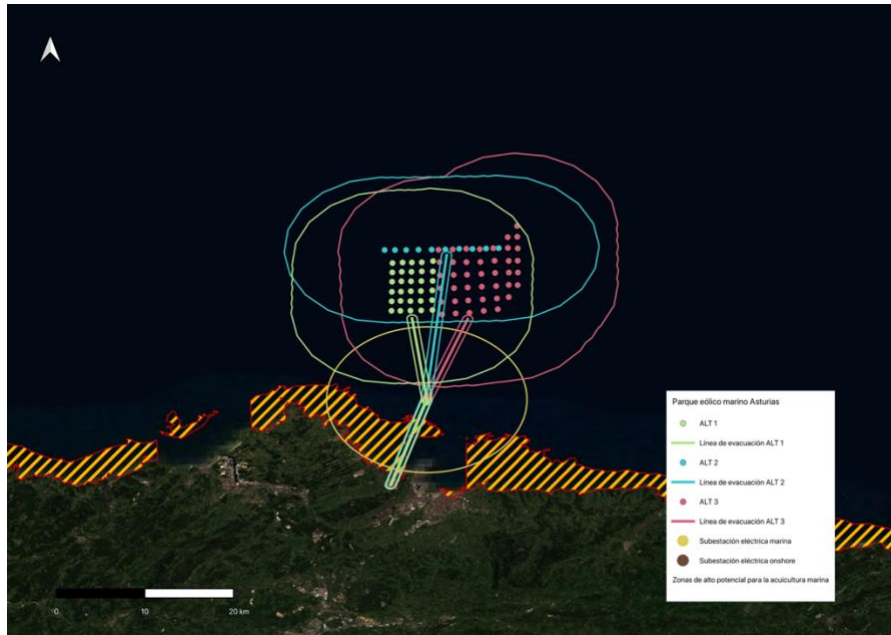 Parque eólico marino Asturias
ALT 1
Línea de evacuación ALT 1
ALT 2
Línea de evacuación ALT 2
ALT 3
Línea de evacuación ALT 3
Subestación eléctrica marina
Subestación eléctrica onshore
Zonas de alto potencial para la acuicultura marina
0 10 20 km